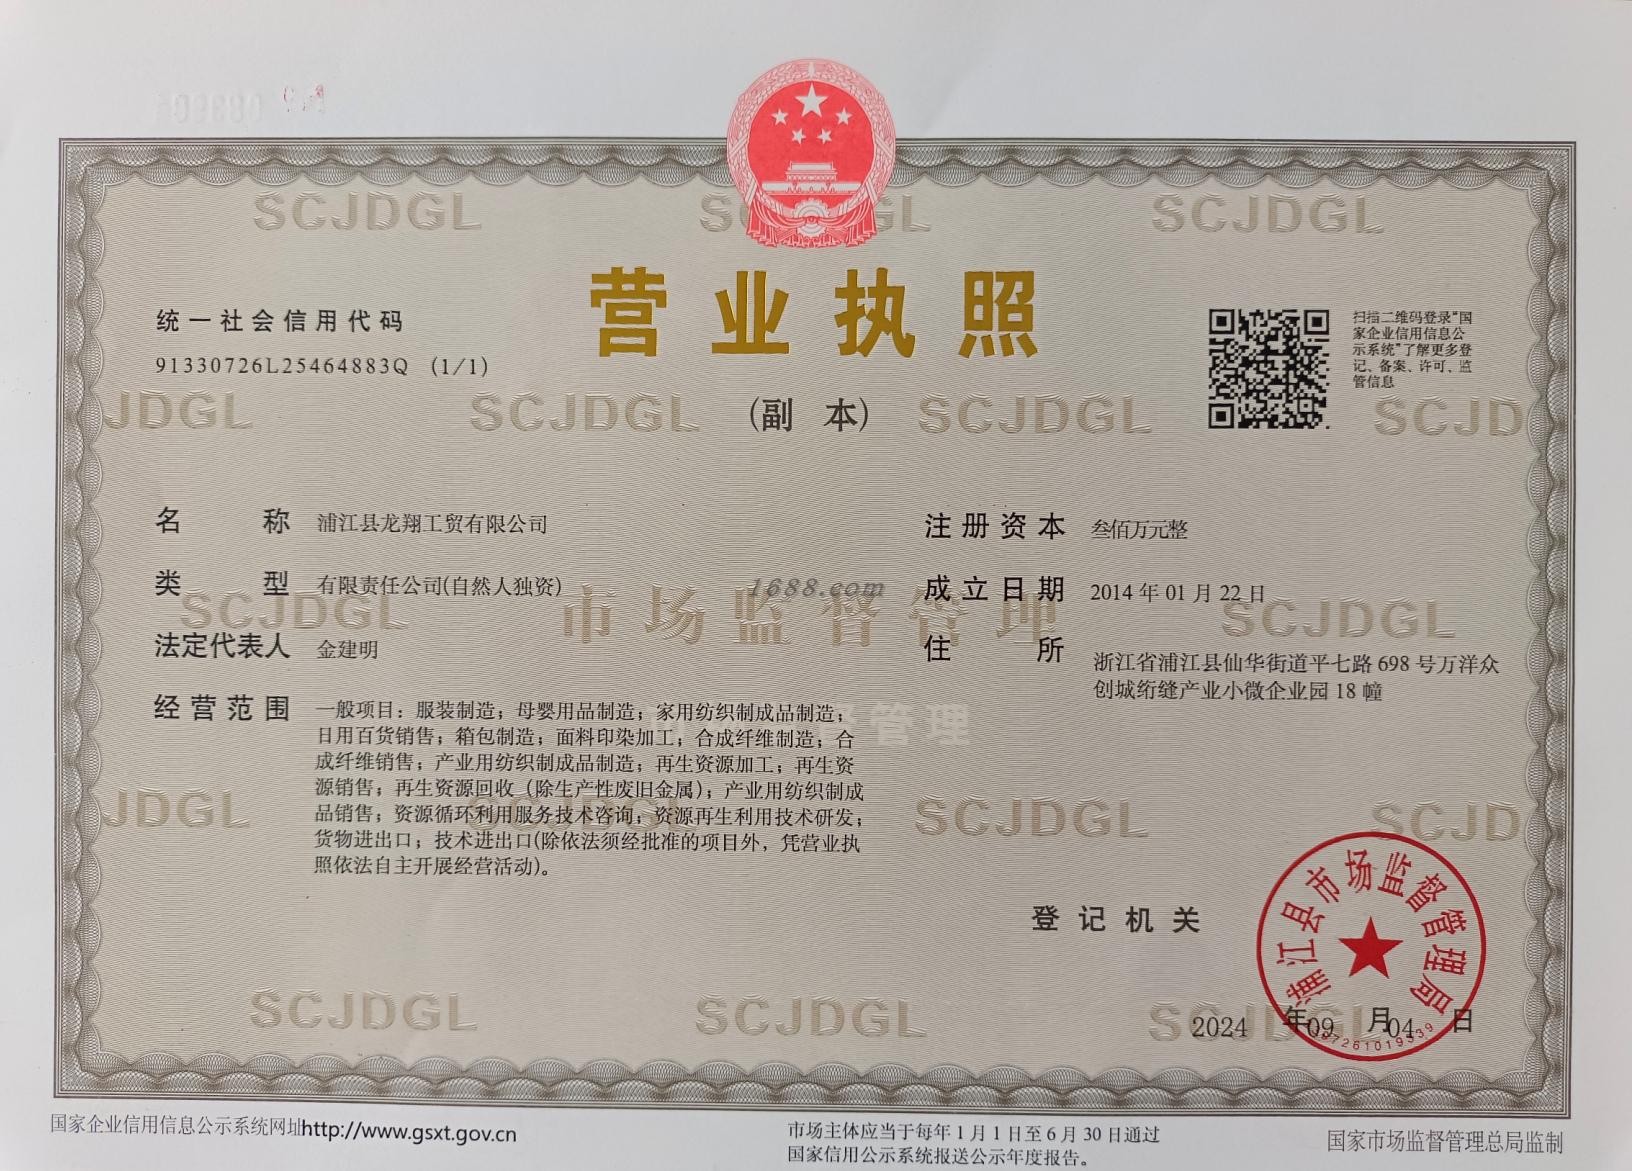 营业执照
(副 本)
统一社会信用代码
91330726L25464883Q (1/1)
扫描二维码登录“国
家企业信用信息公
示系统”了解更多登
记、备案、许可、监
管信息
名 称 浦江县龙翔工贸有限公司
类 型 有限责任公司(自然人独资)
法定代表人 金建明
经营范围 一般项目：服装制造；母婴用品制造；家用纺织制成品制造；
日用百货销售；箱包制造；面料印染加工；合成纤维制造；合
成纤维销售；产业用纺织制成品制造；再生资源加工；再生资
源销售；再生资源回收（除生产性废旧金属）；产业用纺织制成
品销售；资源循环利用服务技术咨询；资源再生利用技术研发；
货物进出口；技术进出口(除依法须经批准的项目外，凭营业执
照依法自主开展经营活动)。
注册资本 叁佰万元整
成立日期 2014年01月22日
住 所 浙江省浦江县仙华街道平七路698号万洋众
创城绗缝产业小微企业园18幢
1688.com
市场监督管理
SCJDGL
登记机关
浦江县市场监督管理局
2024 年09 月04 日
国家企业信用信息公示系统网址http://www.gsxt.gov.cn
市场主体应当于每年1月1日至6月30日通过
国家信用公示系统报送公示年度报告。
国家市场监督管理总局监制